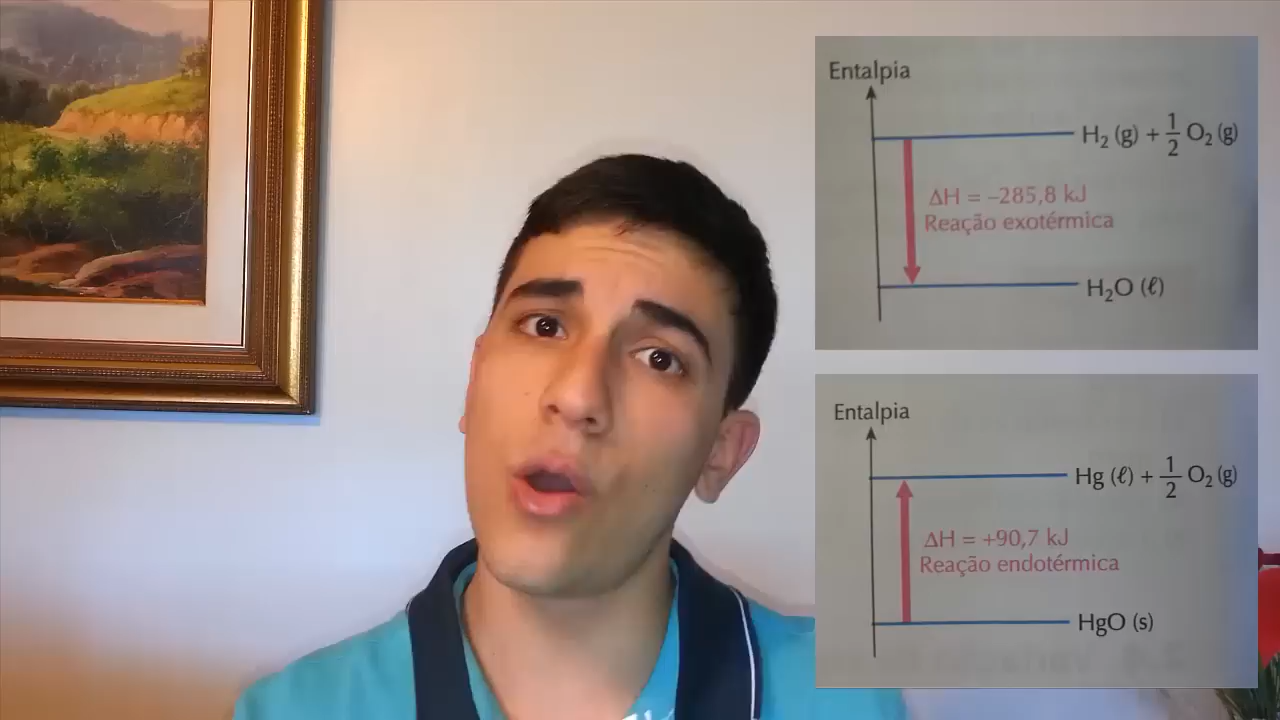 Entalpia
H₂ (g) + 1/2 O₂ (g)
ΔH = –285,8 kJ
Reação exotérmica
H₂O (ℓ)
Entalpia
Hg (ℓ) + 1/2 O₂ (g)
ΔH = +90,7 kJ
Reação endotérmica
HgO (s)